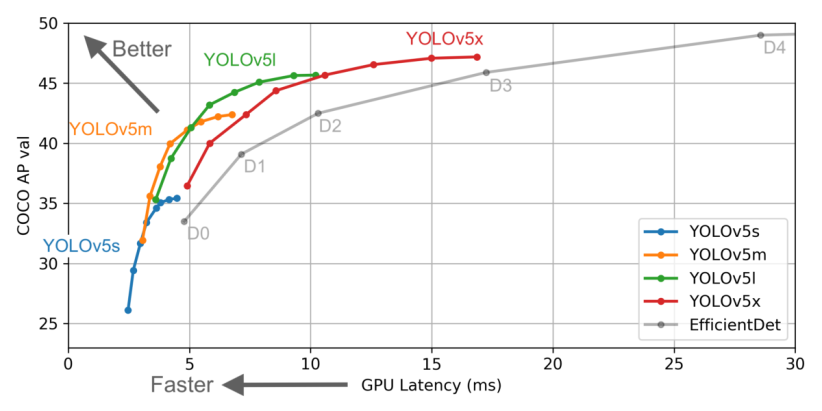 50
45
40
35
30
25
COCO AP val
Better
YOLOv5x
YOLOv5l
YOLOv5m
YOLOv5s
D4
D3
D2
D1
D0
YOLOv5s
YOLOv5m
YOLOv5l
YOLOv5x
EfficientDet
0 5 10 15 20 25 30
Faster
GPU Latency (ms)